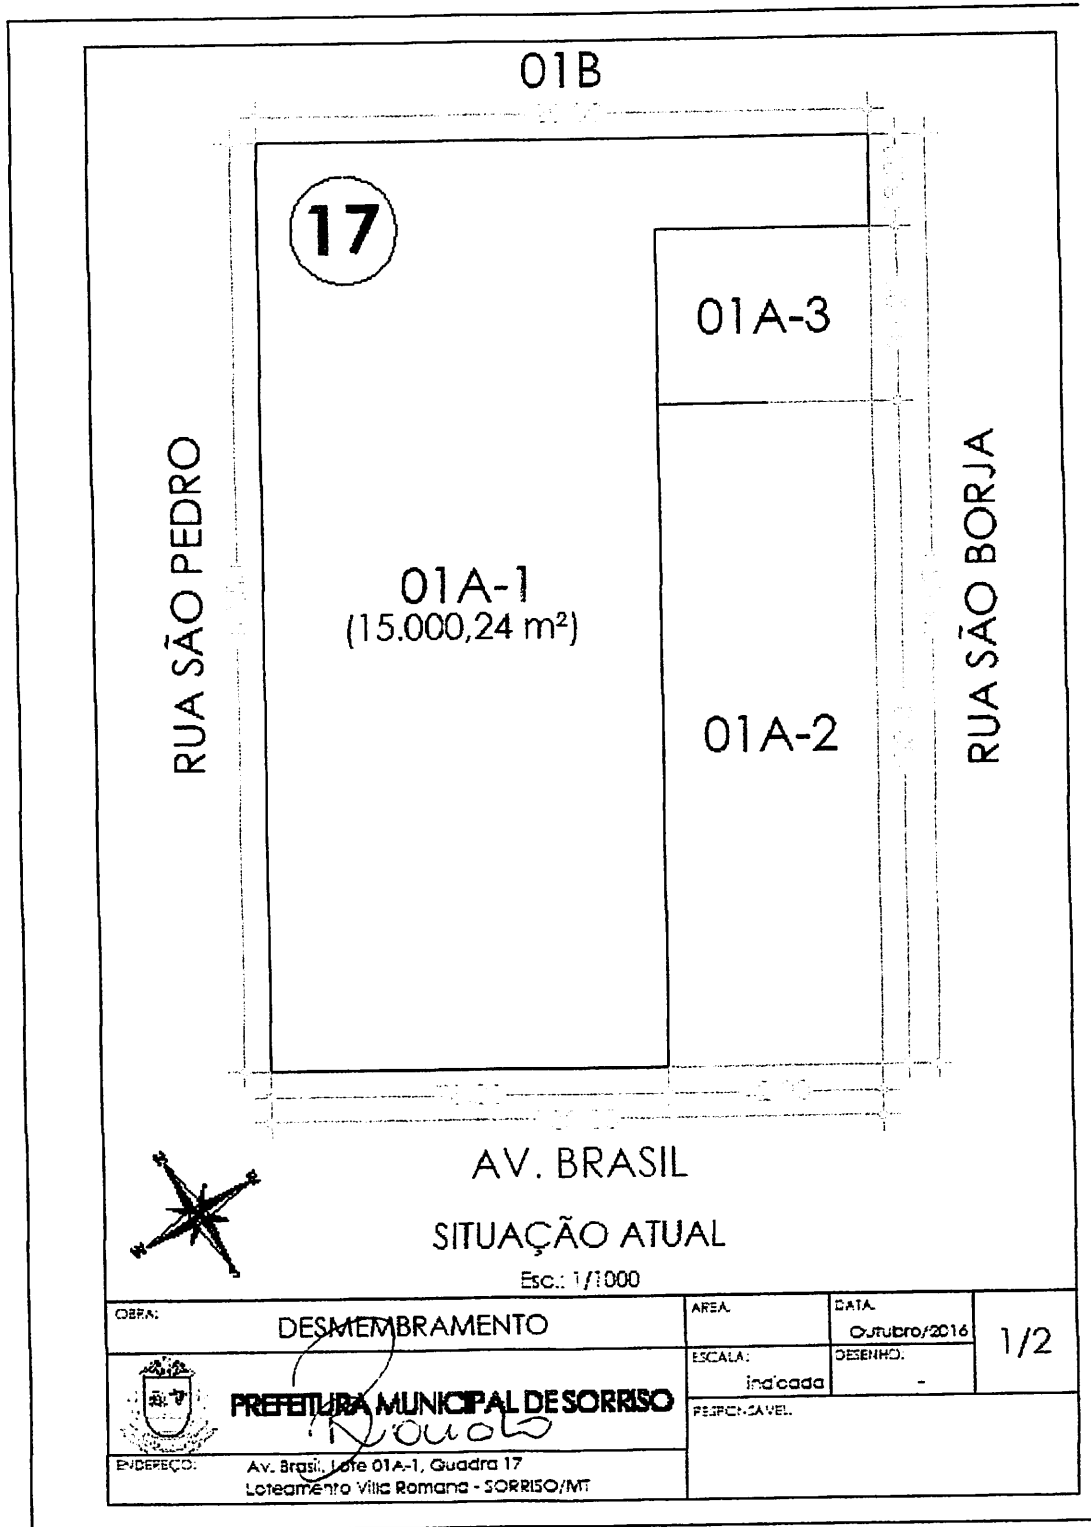 01B
17
01A-3
RUA SÃO PEDRO
RUA SÃO BORJA
01A-1
(15.000,24 m²)
01A-2
AV. BRASIL
SITUAÇÃO ATUAL
Esc.: 1/1000
OBRA:
DESMEMBRAMENTO
AREA.
DATA.
Outubro/2016
1/2
ESCALA:
indicada
DESENHO:
-
PREFEITURA MUNICIPAL DE SORRISO
RESPONSAVEL.
ENDEREÇO:
Av. Brasil, Lote 01A-1, Quadra 17
Loteamento Villa Romana - SORRISO/MT